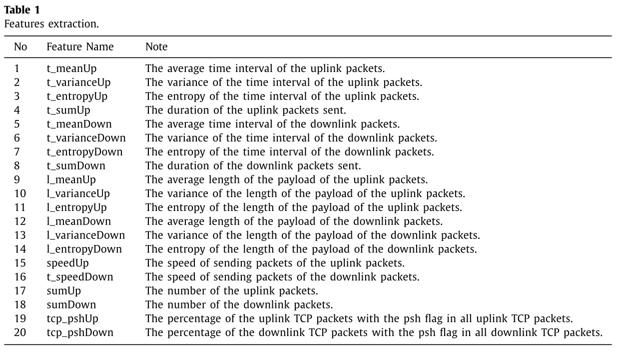 Table 1
Features extraction.
No Feature Name Note
1 t_meanUp The average time interval of the uplink packets.
2 t_varianceUp The variance of the time interval of the uplink packets.
3 t_entropyUp The entropy of the time interval of the uplink packets.
4 t_sumUp The duration of the uplink packets sent.
5 t_meanDown The average time interval of the downlink packets.
6 t_varianceDown The variance of the time interval of the downlink packets.
7 t_entropyDown The entropy of the time interval of the downlink packets.
8 t_sumDown The duration of the downlink packets sent.
9 l_meanUp The average length of the payload of the uplink packets.
10 l_varianceUp The variance of the length of the payload of the uplink packets.
11 l_entropyUp The entropy of the length of the payload of the uplink packets.
12 l_meanDown The average length of the payload of the downlink packets.
13 l_varianceDown The variance of the length of the payload of the downlink packets.
14 l_entropyDown The entropy of the length of the payload of the downlink packets.
15 speedUp The speed of sending packets of the uplink packets.
16 t_speedDown The speed of sending packets of the downlink packets.
17 sumUp The number of the uplink packets.
18 sumDown The number of the downlink packets.
19 tcp_pshUp The percentage of the uplink TCP packets with the psh flag in all uplink TCP packets.
20 tcp_pshDown The percentage of the downlink TCP packets with the psh flag in all downlink TCP packets.